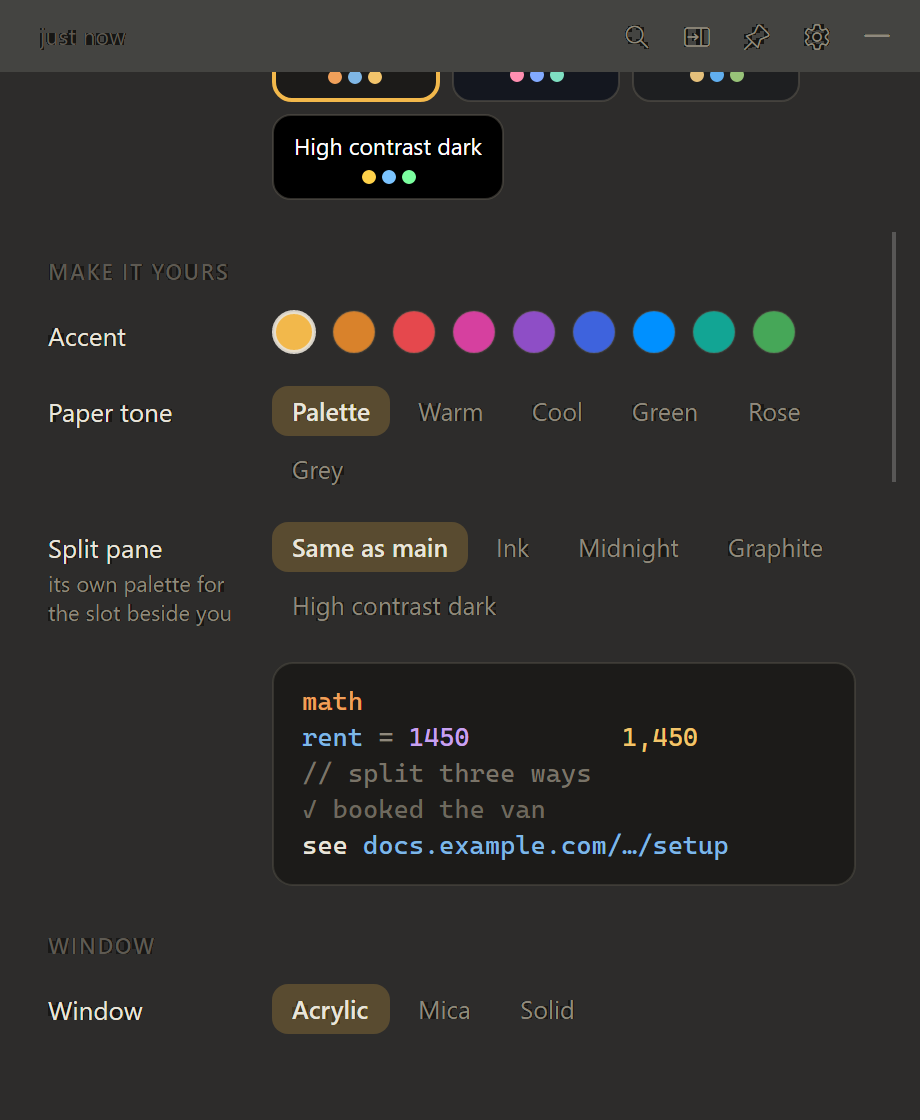 just now
High contrast dark
MAKE IT YOURS
Accent
Paper tone
Palette Warm Cool Green Rose
Grey
Split pane
its own palette for
the slot beside you
Same as main Ink Midnight Graphite
High contrast dark
math
rent = 1450 1,450
// split three ways
✓ booked the van
see docs.example.com/…/setup
WINDOW
Window
Acrylic Mica Solid